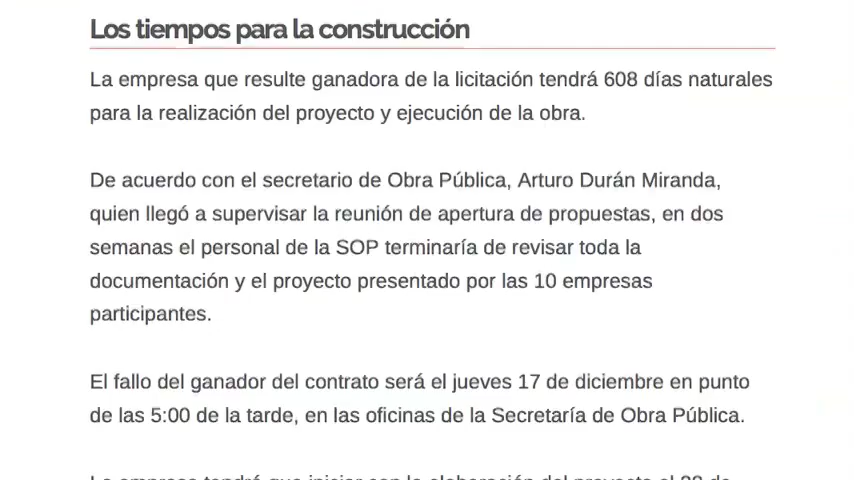 Los tiempos para la construcción
La empresa que resulte ganadora de la licitación tendrá 608 días naturales
para la realización del proyecto y ejecución de la obra.
De acuerdo con el secretario de Obra Pública, Arturo Durán Miranda,
quien llegó a supervisar la reunión de apertura de propuestas, en dos
semanas el personal de la SOP terminaría de revisar toda la
documentación y el proyecto presentado por las 10 empresas
participantes.
El fallo del ganador del contrato será el jueves 17 de diciembre en punto
de las 5:00 de la tarde, en las oficinas de la Secretaría de Obra Pública.